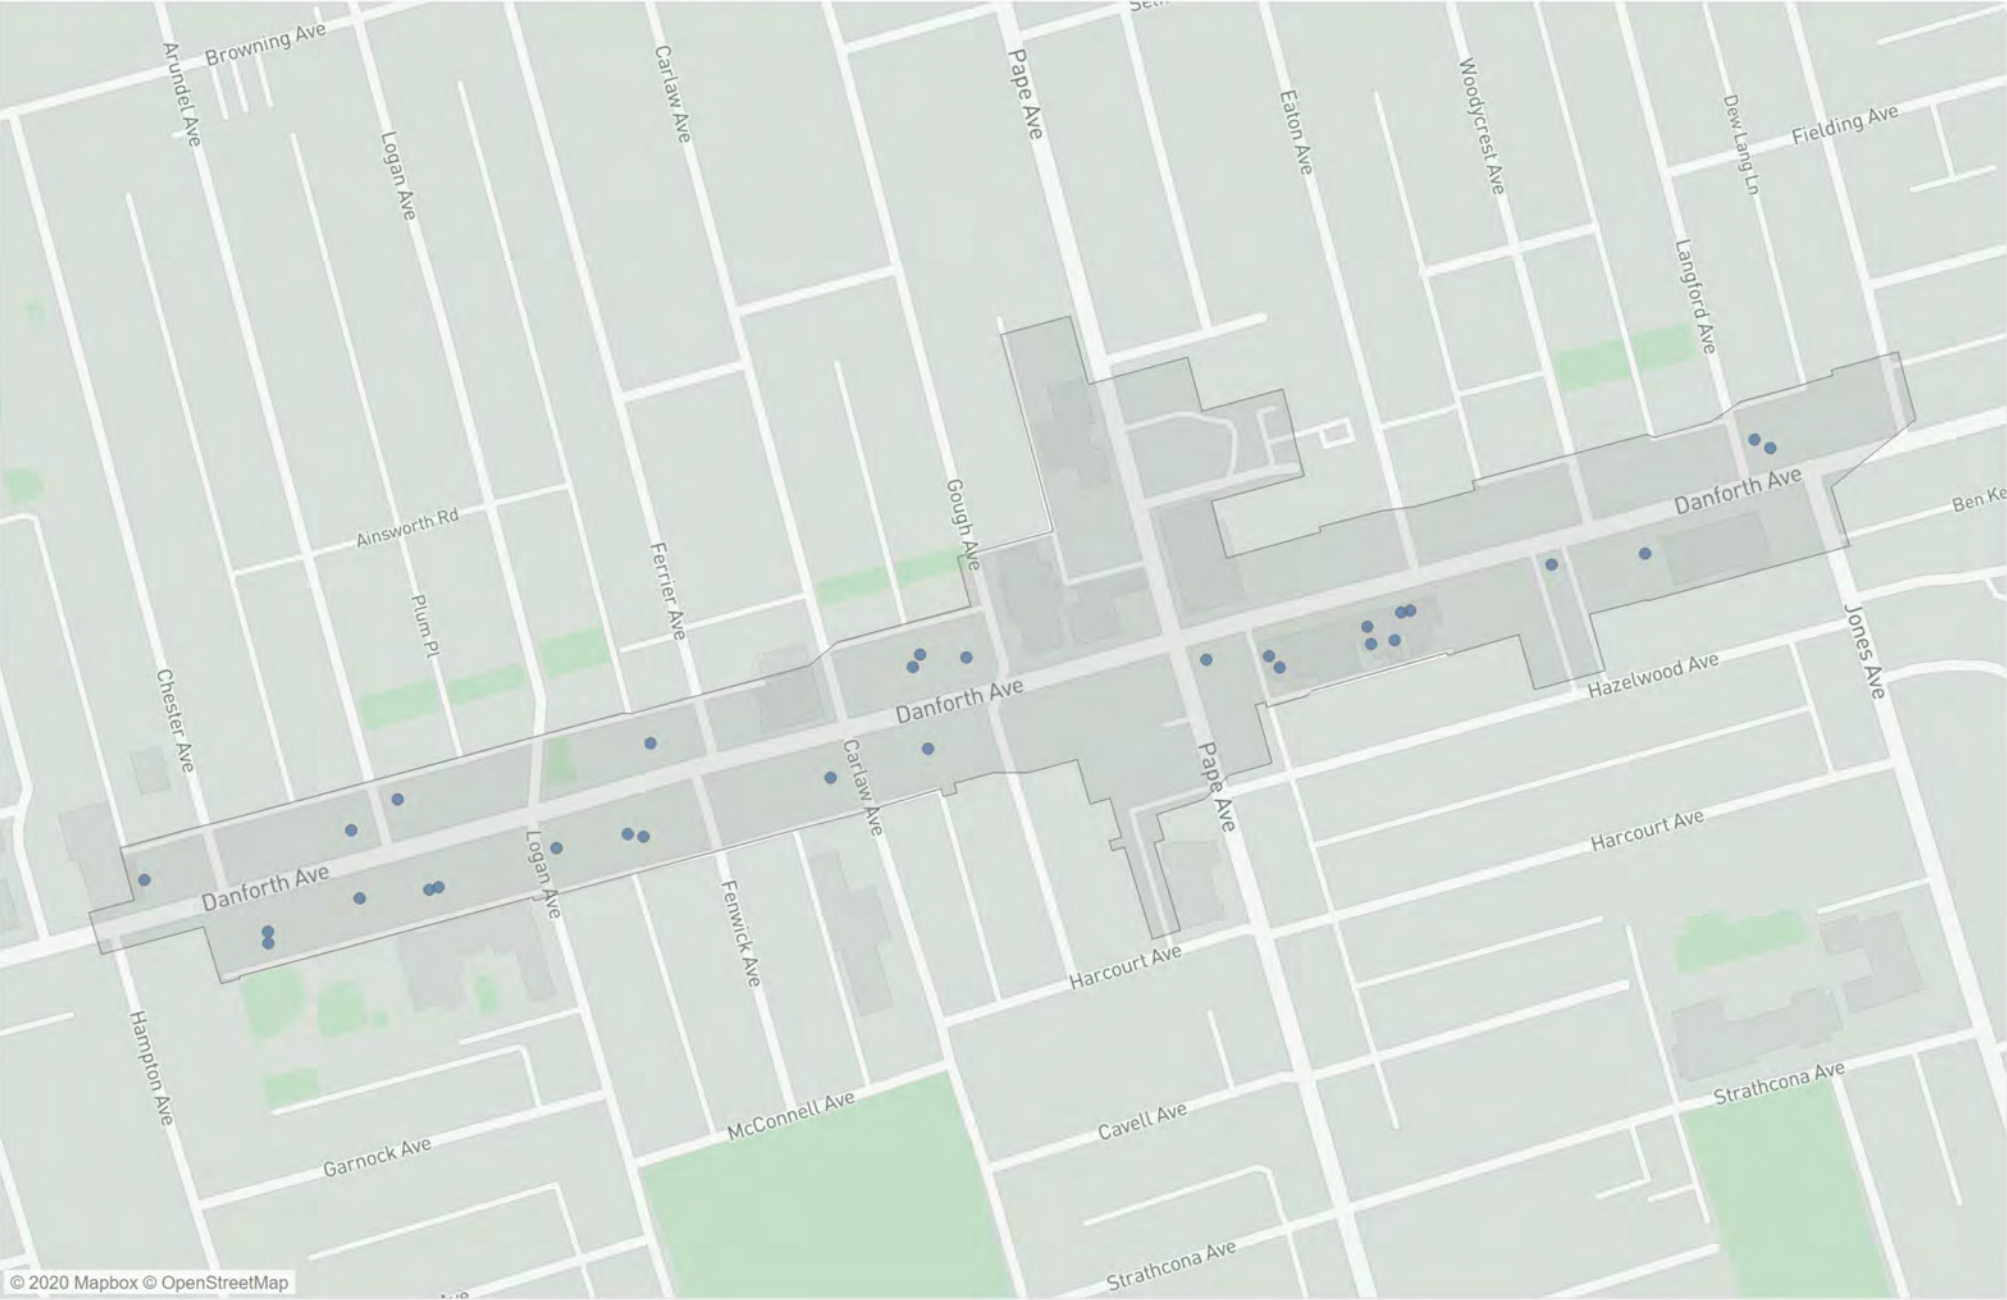 Browning Ave
Arundel Ave
Logan Ave
Carlaw Ave
Pape Ave
Eaton Ave
Woodycrest Ave
Dew Lang Ln
Fielding Ave
Langford Ave
Gough Ave
Ainsworth Rd
Ferrier Ave
Plum Pl
Chester Ave
Danforth Ave
Danforth Ave
Danforth Ave
Ben Ke
Jones Ave
Hazelwood Ave
Pape Ave
Carlaw Ave
Logan Ave
Fenwick Ave
Harcourt Ave
Harcourt Ave
Hampton Ave
McConnell Ave
Garnock Ave
Cavell Ave
Strathcona Ave
Strathcona Ave
Ave
© 2020 Mapbox © OpenStreetMap